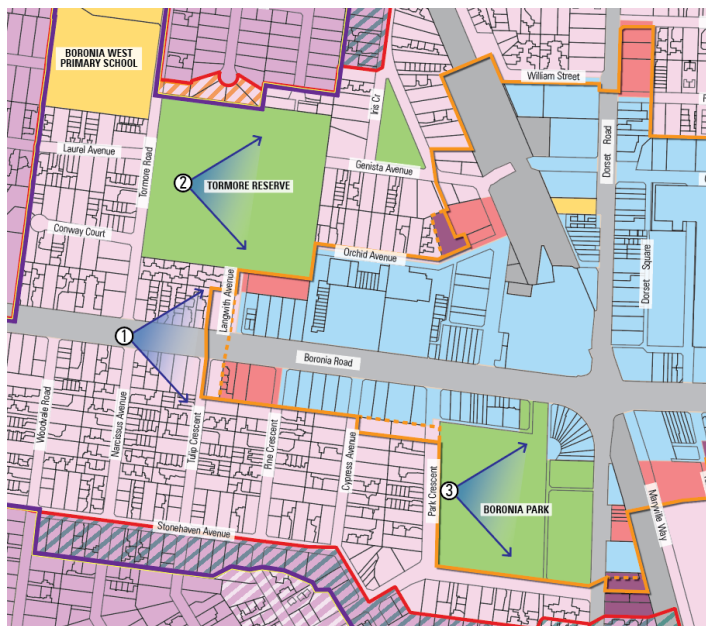 BORONIA WEST
PRIMARY SCHOOL
William Street
Iris Cr
Dorset Road
Laurel Avenue
Tormore Road
Genista Avenue
2
TORMORE RESERVE
Conway Court
Orchid Avenue
Dorset Square
Langwith Avenue
1
Boronia Road
Woodvale Road
Narcissus Avenue
Tulip Crescent
Pine Crescent
Cypress Avenue
Park Crescent
3
BORONIA PARK
Maryville Way
Stonehaven Avenue